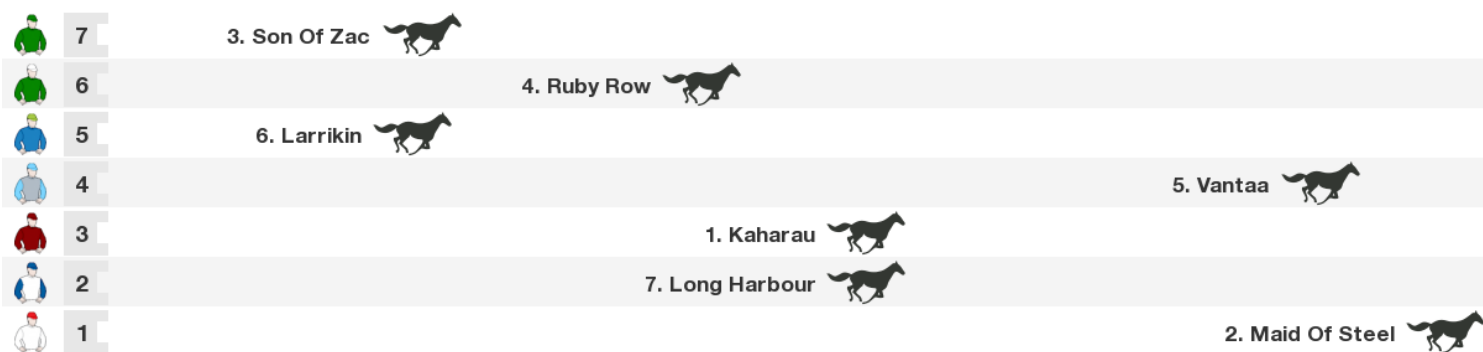 7 3. Son Of Zac
6 4. Ruby Row
5 6. Larrikin
4 5. Vantaa
3 1. Kaharau
2 7. Long Harbour
1 2. Maid Of Steel